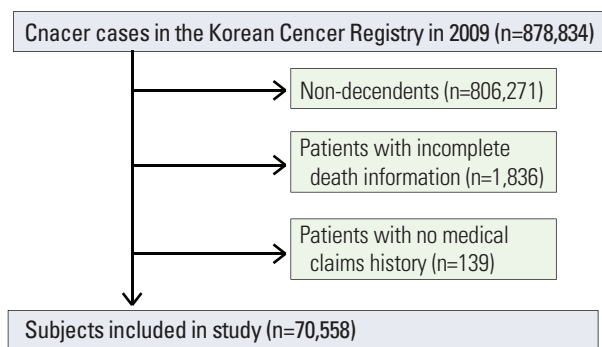 Cnacer cases in the Korean Cencer Registry in 2009 (n=878,834)
Non-decendents (n=806,271)
Patients with incomplete
death information (n=1,836)
Patients with no medical
claims history (n=139)
Subjects included in study (n=70,558)